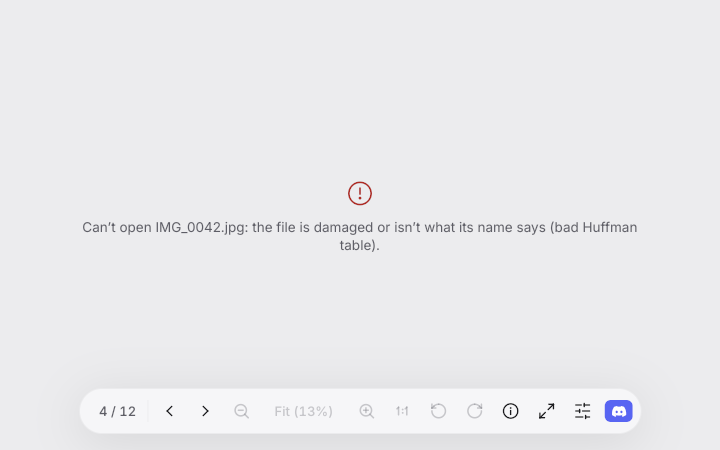 Can’t open IMG_0042.jpg: the file is damaged or isn’t what its name says (bad Huffman
table).
4 / 12
Fit (13%)
1:1